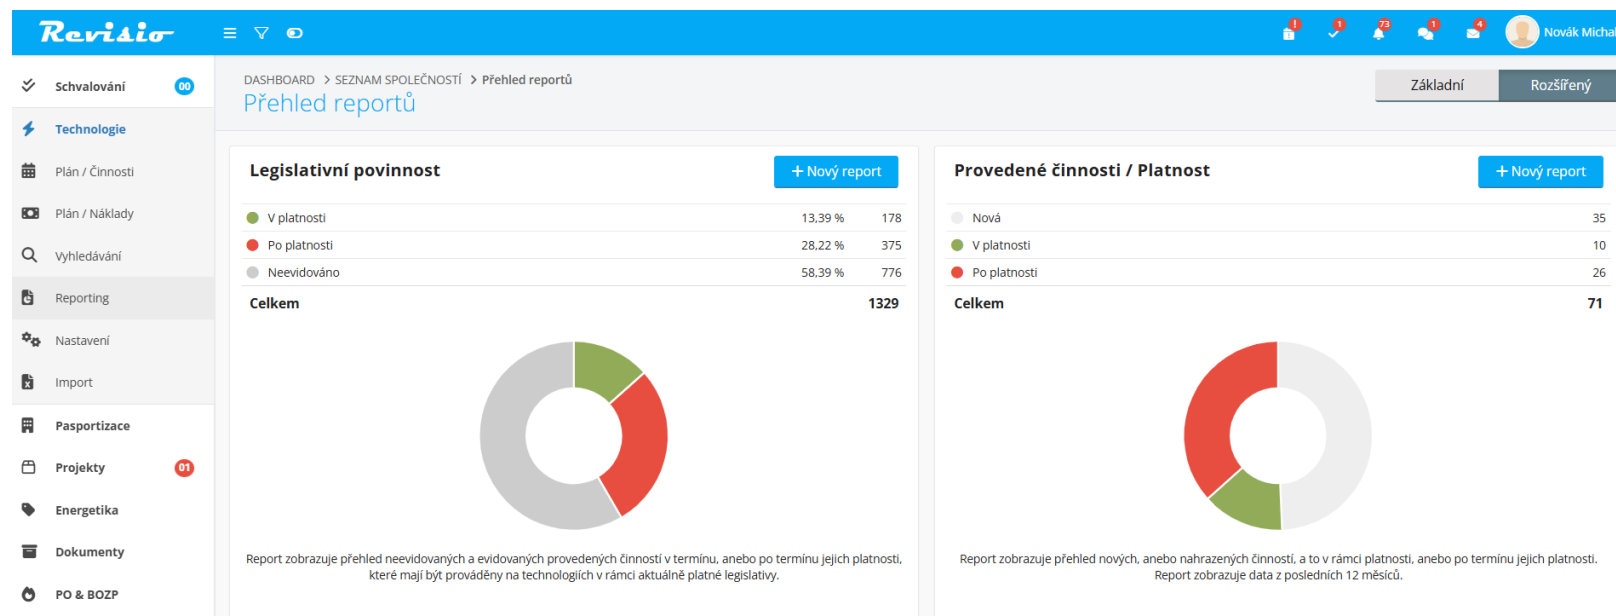 Revisio
! 1 73 1 4 Novák Michal
Schvalování 00
Technologie
Plán / Činnosti
Plán / Náklady
Vyhledávání
Reporting
Nastavení
Import
Pasportizace
Projekty 01
Energetika
Dokumenty
PO & BOZP
DASHBOARD > SEZNAM SPOLEČNOSTÍ > Přehled reportů
Přehled reportů
Základní Rozšířený
Legislativní povinnost + Nový report
V platnosti 13,39 % 178
Po platnosti 28,22 % 375
Neevidováno 58,39 % 776
Celkem 1329
Report zobrazuje přehled neevidovaných a evidovaných provedených činností v termínu, anebo po termínu jejich platnosti,
které mají být prováděny na technologiích v rámci aktuálně platné legislativy.
Provedené činnosti / Platnost + Nový report
Nová 35
V platnosti 10
Po platnosti 26
Celkem 71
Report zobrazuje přehled nových, anebo nahrazených činností, a to v rámci platnosti, anebo po termínu jejich platnosti.
Report zobrazuje data z posledních 12 měsíců.